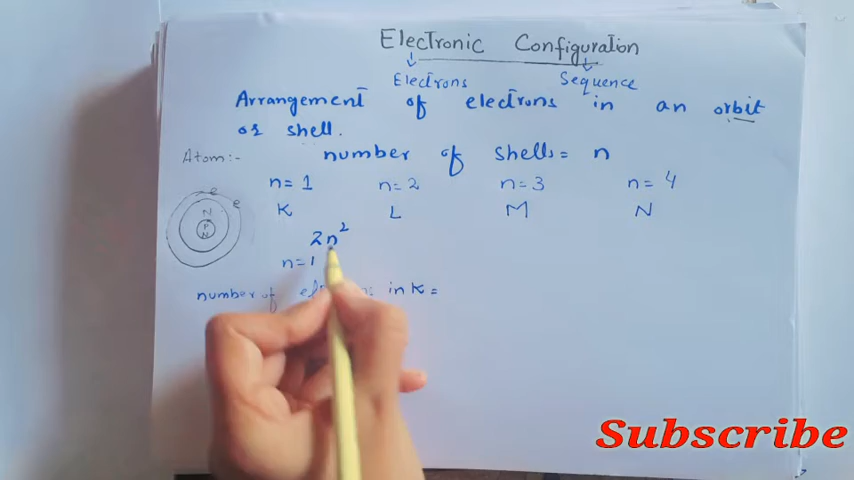 Electronic Configuration
Electrons Sequence
Arrangement of electrons in an orbit
or shell.
Atom:- number of shells = n
n=1 n=2 n=3 n=4
K L M N
e
e
N
P
N
2n²
n=1
number of in K =
Subscribe